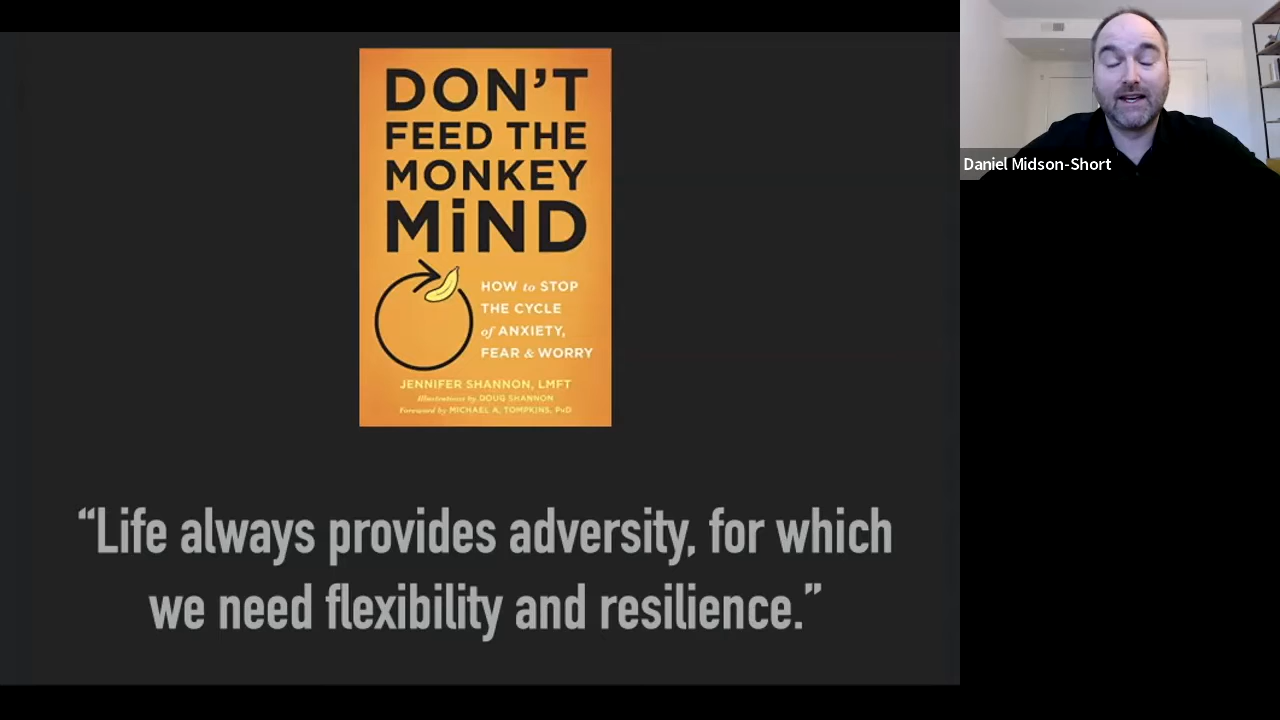 DON'T
FEED THE
MONKEY
MiND
HOW to STOP
THE CYCLE
of ANXIETY,
FEAR & WORRY
JENNIFER SHANNON, LMFT
Illustrations by DOUG SHANNON
Foreword by MICHAEL A. TOMPKINS, PhD
“Life always provides adversity, for which
we need flexibility and resilience.”
Daniel Midson-Short